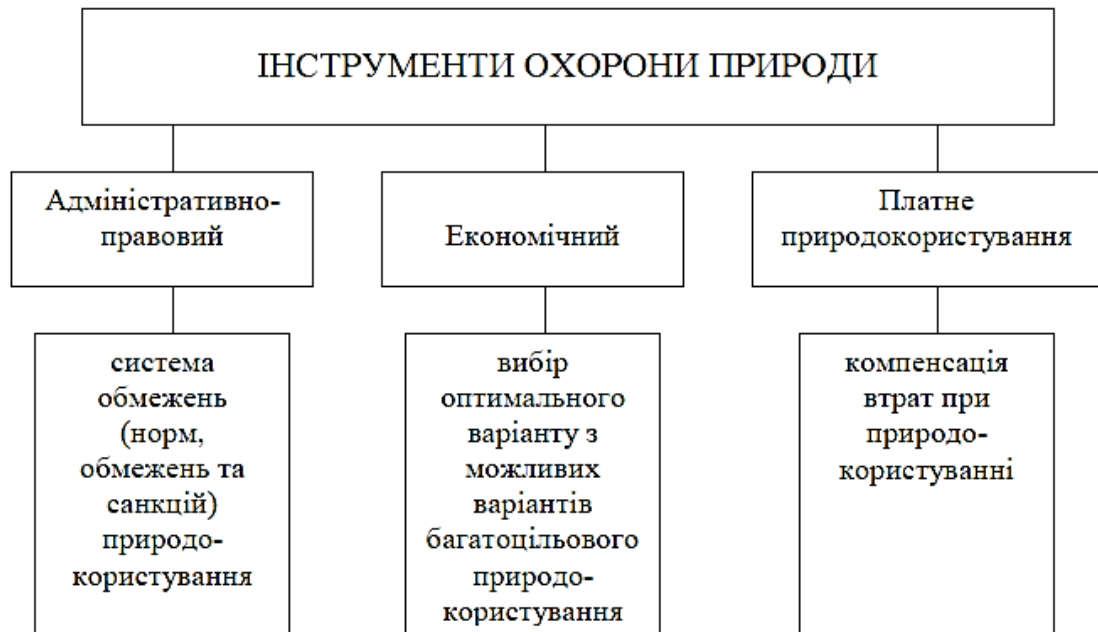 ІНСТРУМЕНТИ ОХОРОНИ ПРИРОДИ
Адміністративно-
правовий
Економічний
Платне
природокористування
система
обмежень
(норм,
обмежень та
санкцій)
природо-
користування
вибір
оптимального
варіанту з
можливих
варіантів
багатоцільового
природо-
користування
компенсація
втрат при
природо-
користуванні